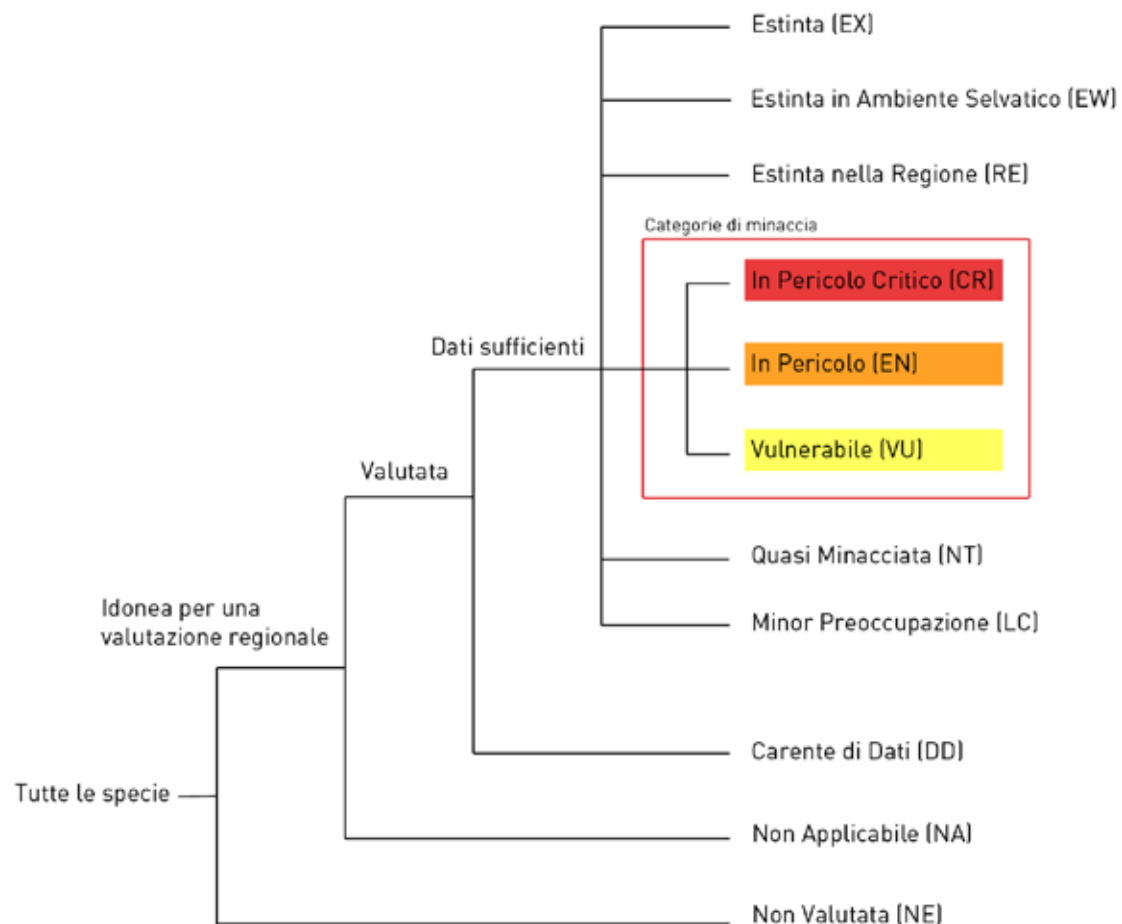 Estinta (EX)
Estinta in Ambiente Selvatico (EW)
Estinta nella Regione (RE)
Categorie di minaccia
In Pericolo Critico (CR)
Dati sufficienti
In Pericolo (EN)
Vulnerabile (VU)
Valutata
Quasi Minacciata (NT)
Idonea per una
valutazione regionale
Minor Preoccupazione (LC)
Carente di Dati (DD)
Tutte le specie
Non Applicabile (NA)
Non Valutata (NE)